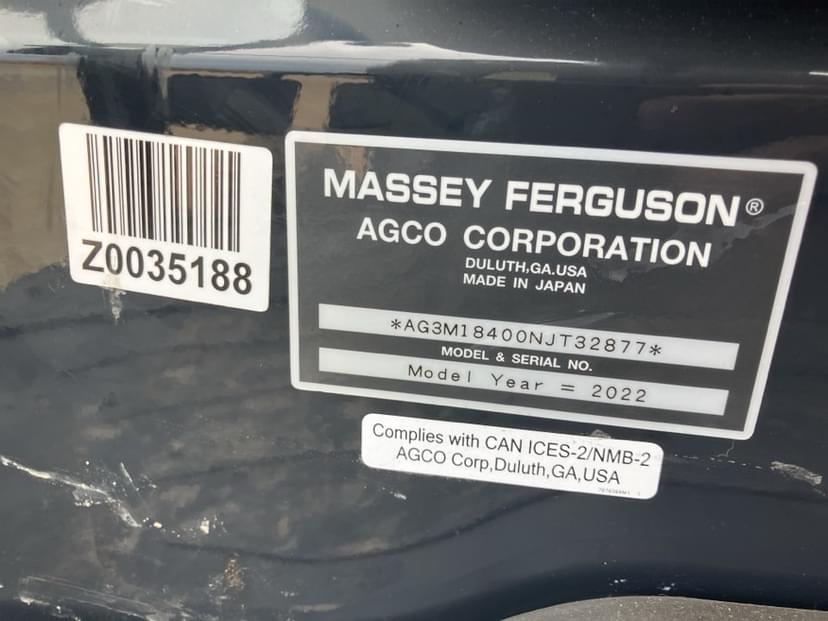 Z0035188
MASSEY FERGUSON®
AGCO CORPORATION
DULUTH,GA.USA
MADE IN JAPAN
*AG3M18400NJT32877*
MODEL & SERIAL NO.
Model Year = 2022
Complies with CAN ICES-2/NMB-2
AGCO Corp,Duluth,GA,USA